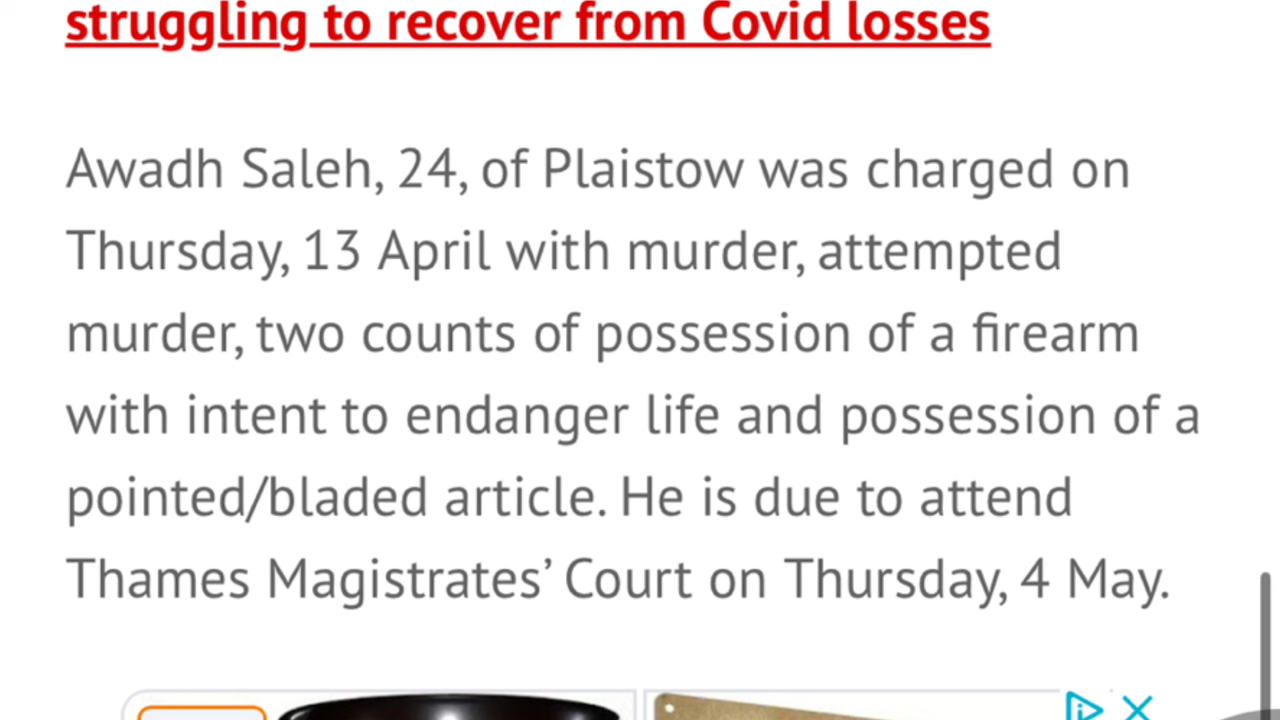 struggling to recover from Covid losses
Awadh Saleh, 24, of Plaistow was charged on
Thursday, 13 April with murder, attempted
murder, two counts of possession of a firearm
with intent to endanger life and possession of a
pointed/bladed article. He is due to attend
Thames Magistrates’ Court on Thursday, 4 May.